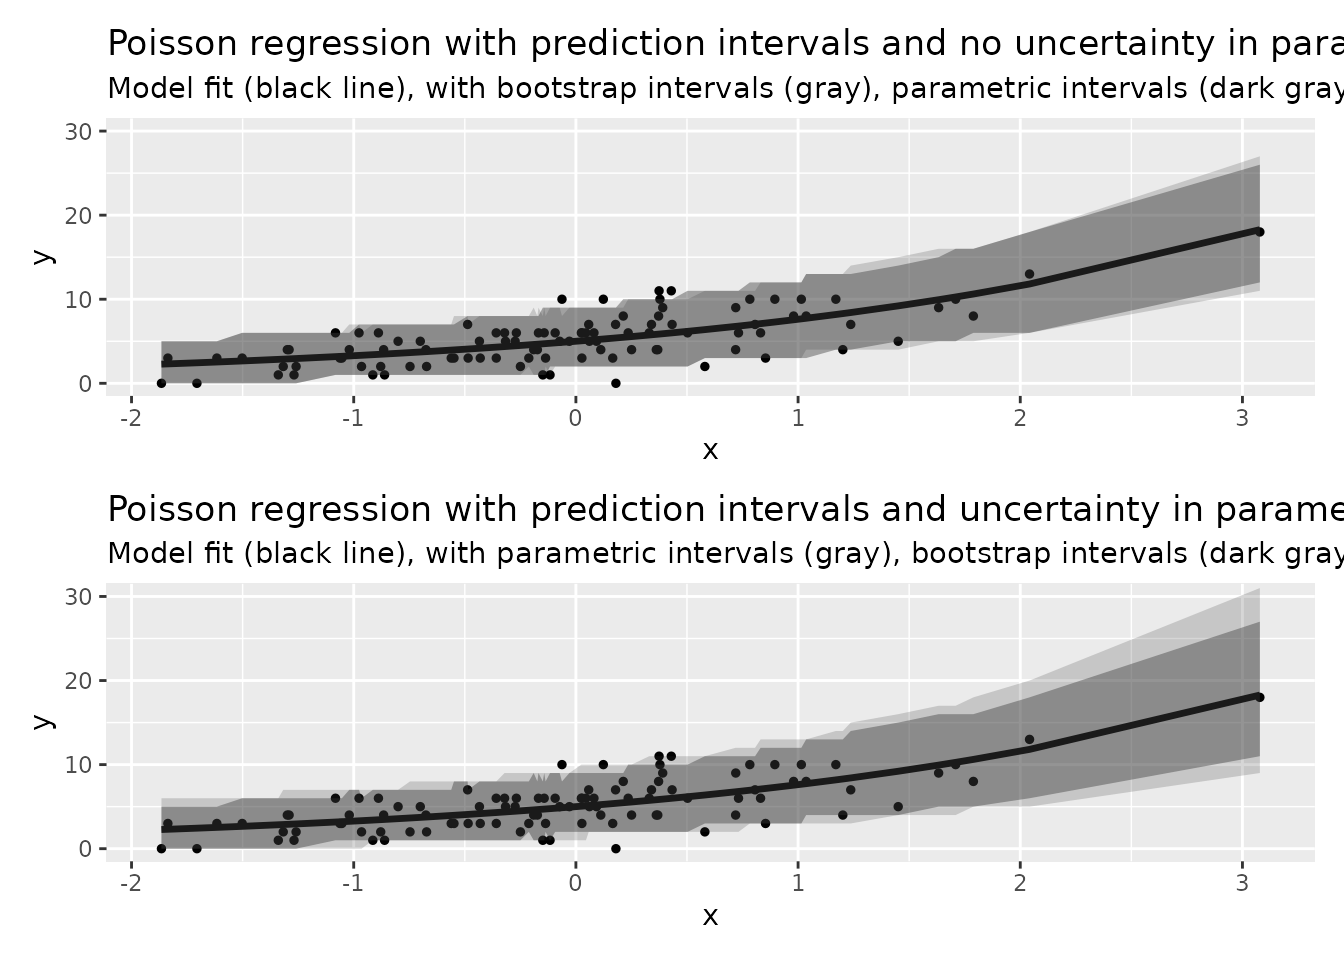 Poisson regression with prediction intervals and no uncertainty in para
Model fit (black line), with bootstrap intervals (gray), parametric intervals (dark gray
30
20
10
0
y
-2 -1 0 1 2 3
x
Poisson regression with prediction intervals and uncertainty in parame
Model fit (black line), with parametric intervals (gray), bootstrap intervals (dark gray
30
20
10
0
y
-2 -1 0 1 2 3
x